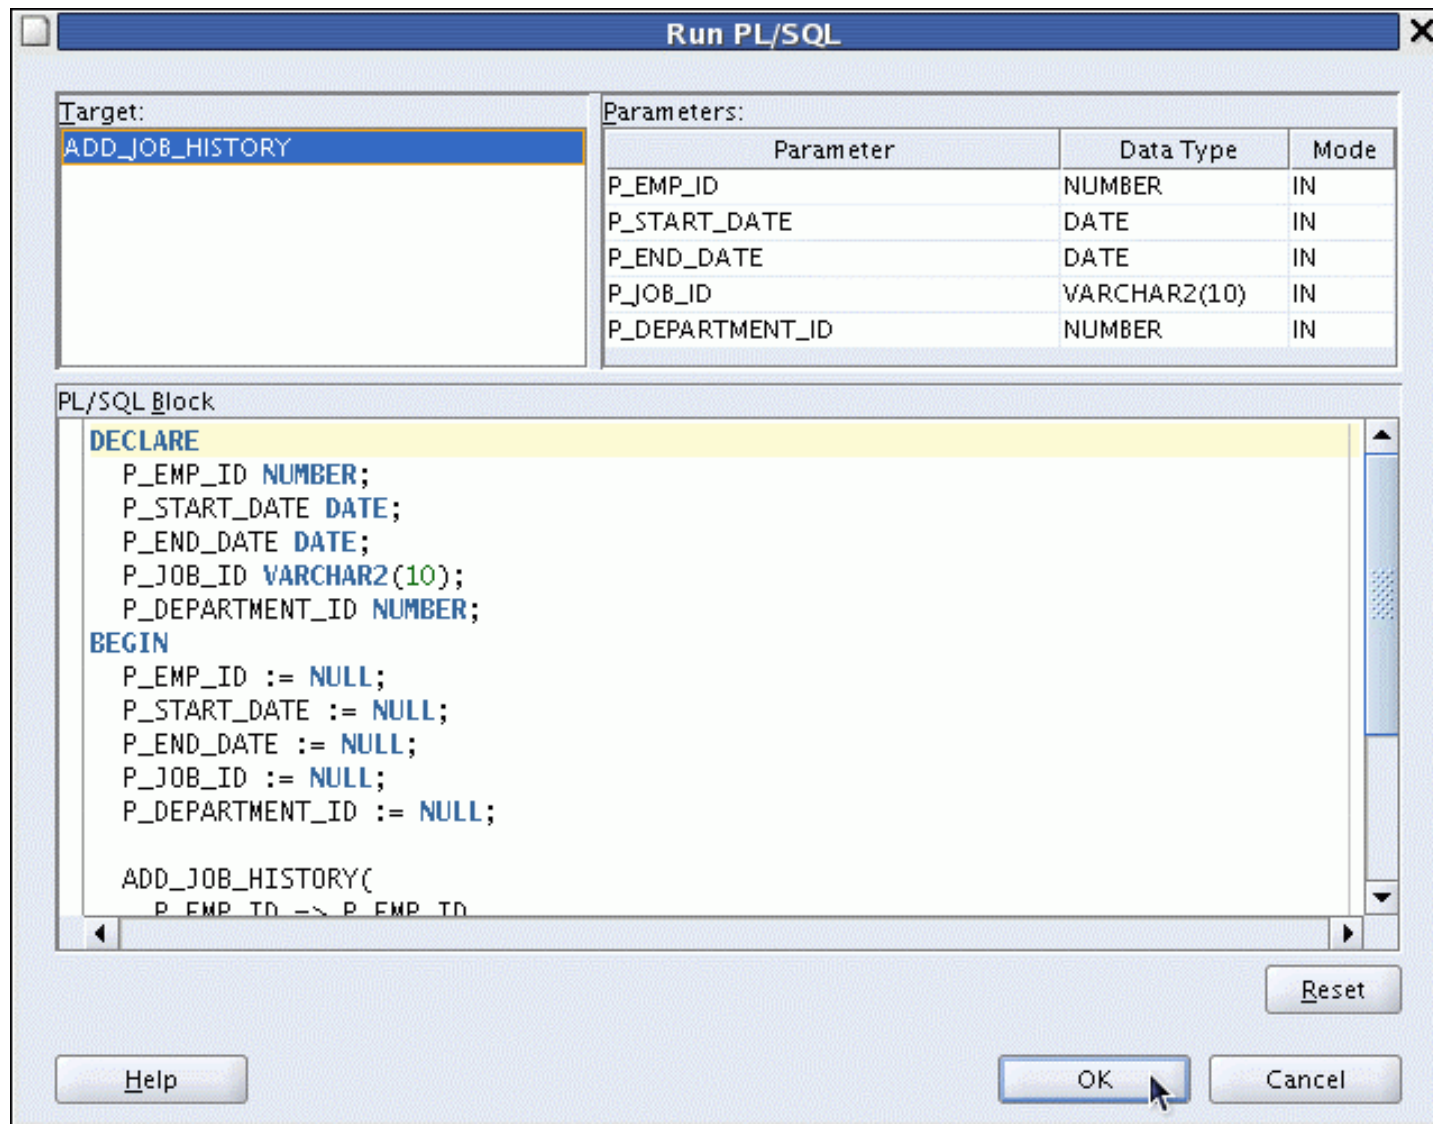 Run PL/SQL
Target:
ADD_JOB_HISTORY
Parameters:
Parameter Data Type Mode
P_EMP_ID NUMBER IN
P_START_DATE DATE IN
P_END_DATE DATE IN
P_JOB_ID VARCHAR2(10) IN
P_DEPARTMENT_ID NUMBER IN
PL/SQL Block
DECLARE
P_EMP_ID NUMBER;
P_START_DATE DATE;
P_END_DATE DATE;
P_JOB_ID VARCHAR2(10);
P_DEPARTMENT_ID NUMBER;
BEGIN
P_EMP_ID := NULL;
P_START_DATE := NULL;
P_END_DATE := NULL;
P_JOB_ID := NULL;
P_DEPARTMENT_ID := NULL;
ADD_JOB_HISTORY(
P_EMP_ID => P_EMP_ID
Reset
Help
OK
Cancel